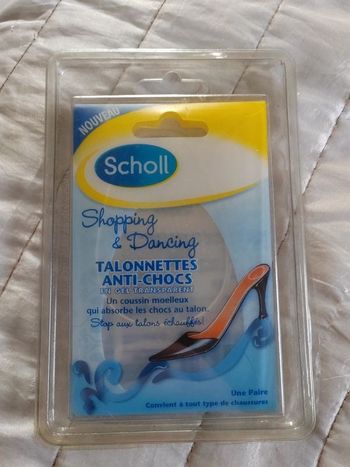 NOUVEAU
Scholl
Shopping
& Dancing
TALONNETTES
ANTI-CHOCS
EN GEL TRANSPARENT
Un coussin moelleux
qui absorbe les chocs au talon.
Stop aux talons échauffés!
Une Paire
Convient à tout type de chaussures